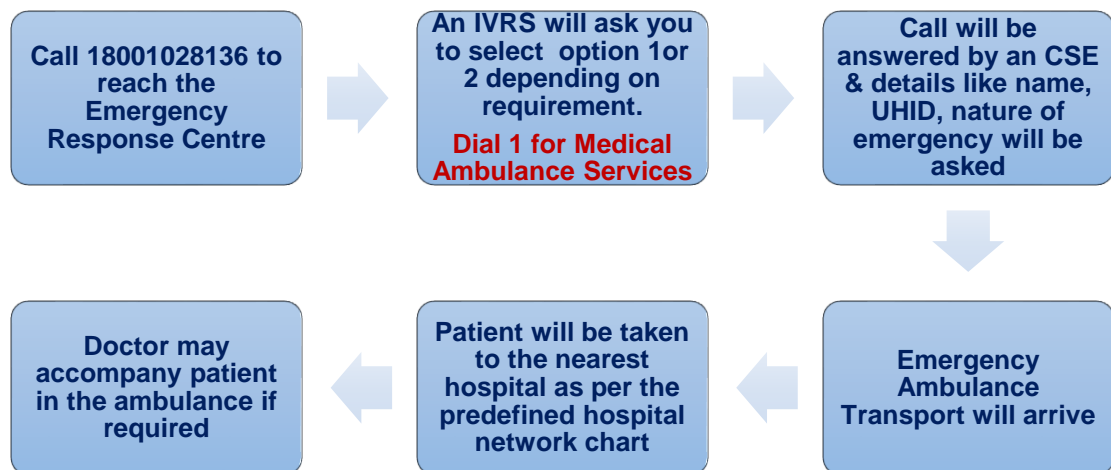 Call 18001028136 to
reach the
Emergency
Response Centre
An IVRS will ask you
to select option 1or
2 depending on
requirement.
Dial 1 for Medical
Ambulance Services
Call will be
answered by an CSE
& details like name,
UHID, nature of
emergency will be
asked
Emergency
Ambulance
Transport will arrive
Patient will be taken
to the nearest
hospital as per the
predefined hospital
network chart
Doctor may
accompany patient
in the ambulance if
required